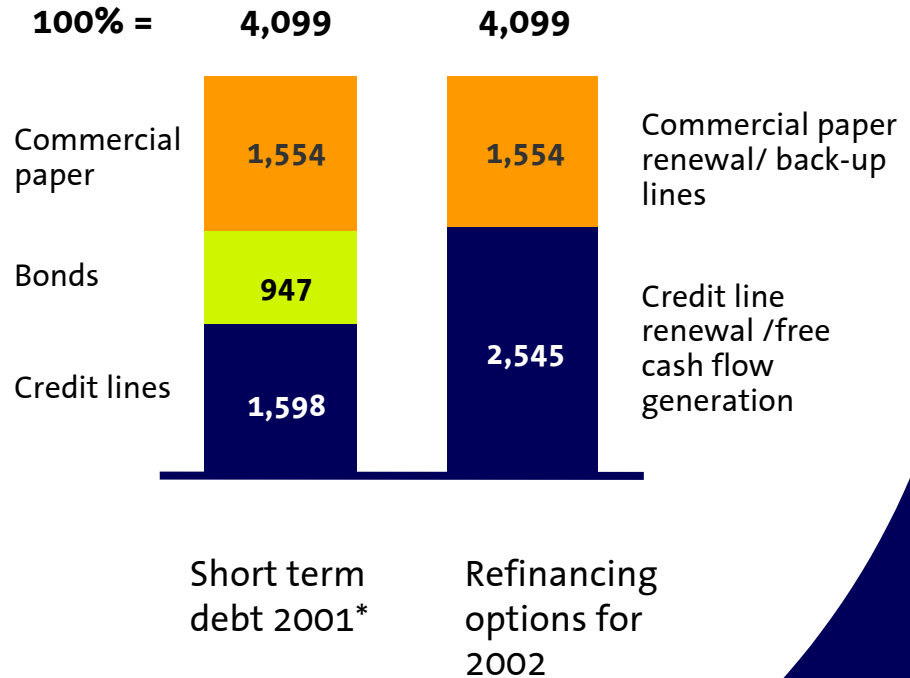 100% = 4,099 4,099
Commercial
paper
1,554
1,554
Commercial paper
renewal/ back-up
lines
Bonds
947
Credit lines
1,598
2,545
Credit line
renewal /free
cash flow
generation
Short term
debt 2001*
Refinancing
options for
2002